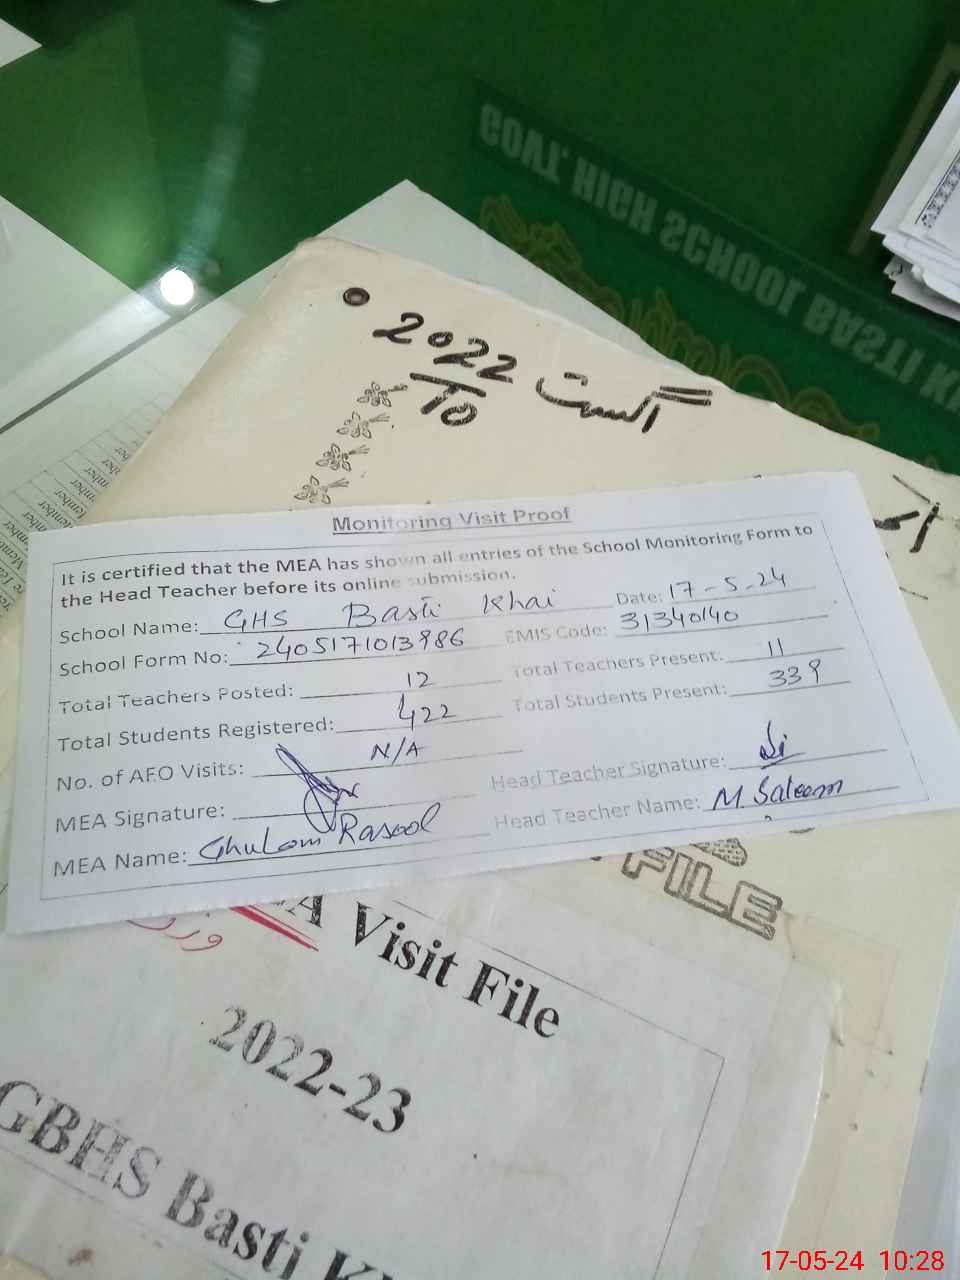 GOVT. HIGH SCHOOL BASTI
2022 اگست
To
Monitoring Visit Proof
It is certified that the MEA has shown all entries of the School Monitoring Form to
the Head Teacher before its online submission.
School Name: GHS Basti Khai Date: 17-5-24
School Form No: 2405171013986 EMIS Code: 31340140
Total Teachers Posted: 12 Total Teachers Present: 11
Total Students Registered: 422 Total Students Present: 339
No. of AEO Visits: N/A
MEA Signature: Head Teacher Signature:
MEA Name: Ghulam Rasool Head Teacher Name: M. Saleem
FILE
A Visit File
2022-23
GBHS Basti K
17-05-24 10:28